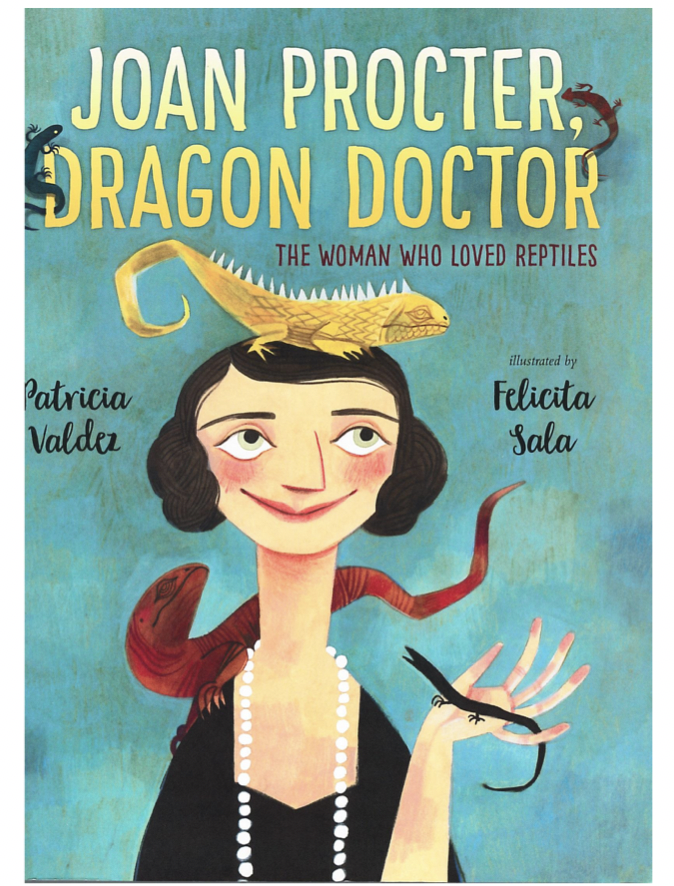 JOAN PROCTER,
DRAGON DOCTOR
THE WOMAN WHO LOVED REPTILES
Patricia
Valdez
illustrated by
Felicita
Sala